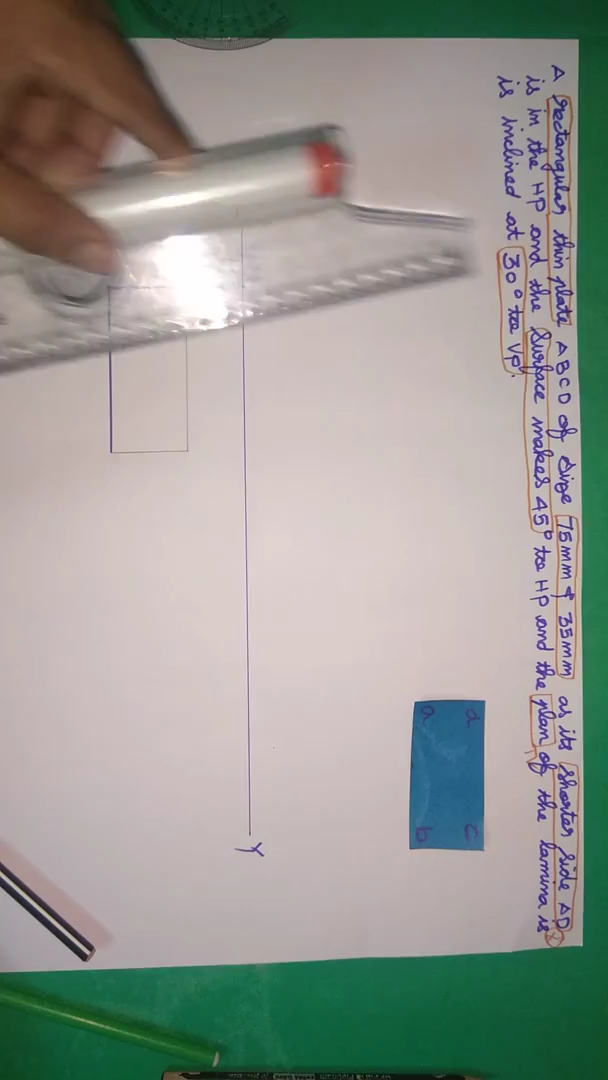 A rectangular thin plate ABCD of size 75mm & 35mm as its shorter side AD
is in the HP and the Surface makes 45° to HP and the plan of the lamina is
is inclined at 30° to VP.
d c
a b
Y